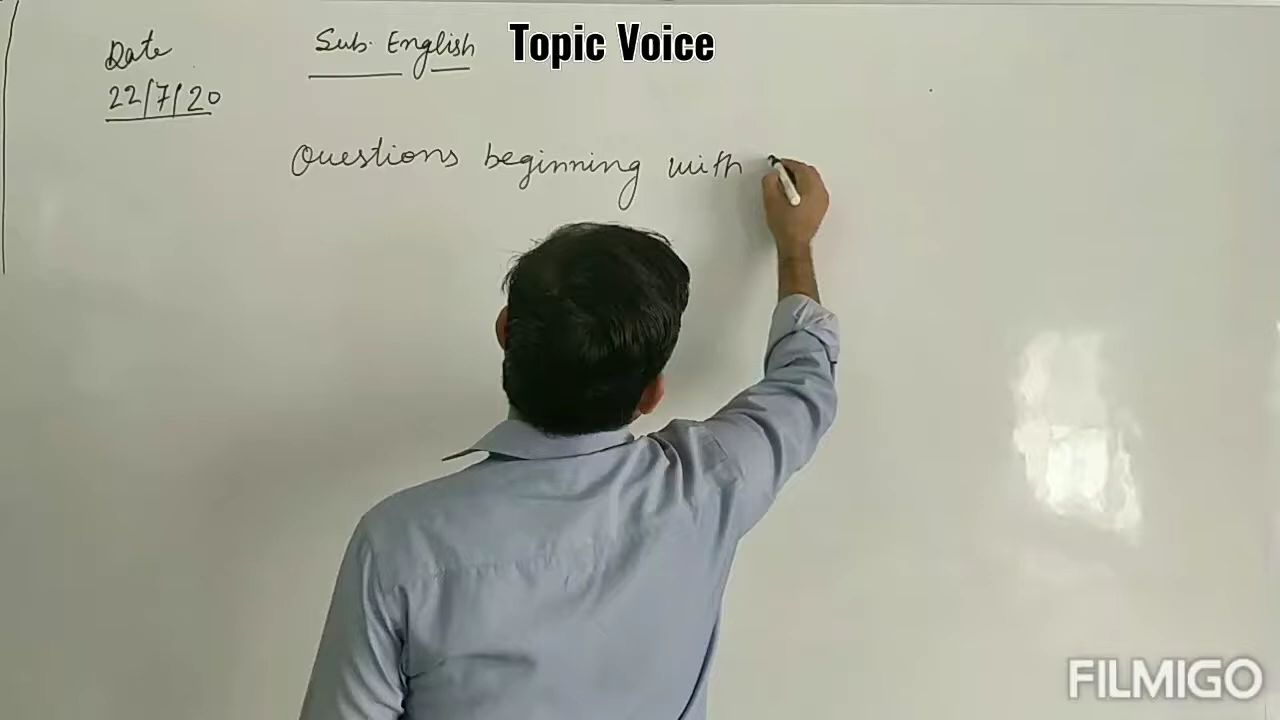 Date
22/7/20
Sub. English
Topic Voice
Questions beginning with
FILMIGO